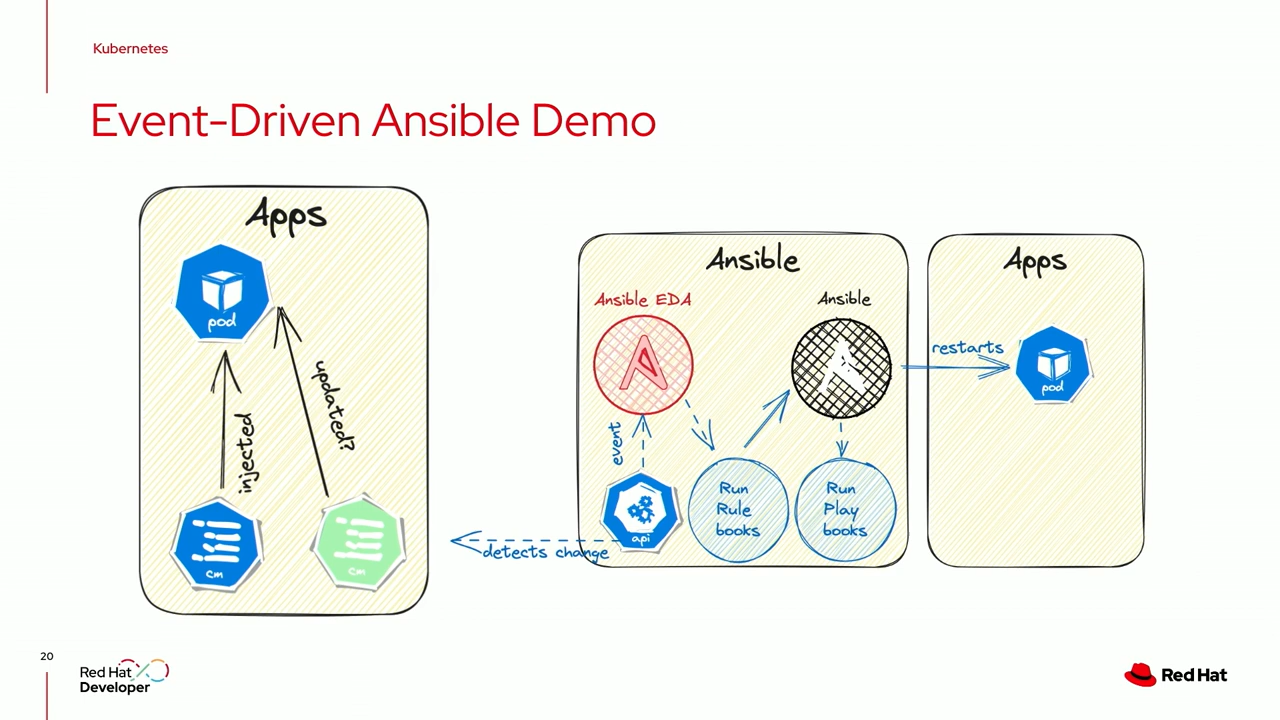 Kubernetes
Event-Driven Ansible Demo
Apps
pod
injected
updated?
cm
cm
Ansible
Ansible EDA
Ansible
event
api
detects change
Run
Rule
books
Run
Play
books
Apps
restarts
pod
20
Red Hat
Developer
Red Hat